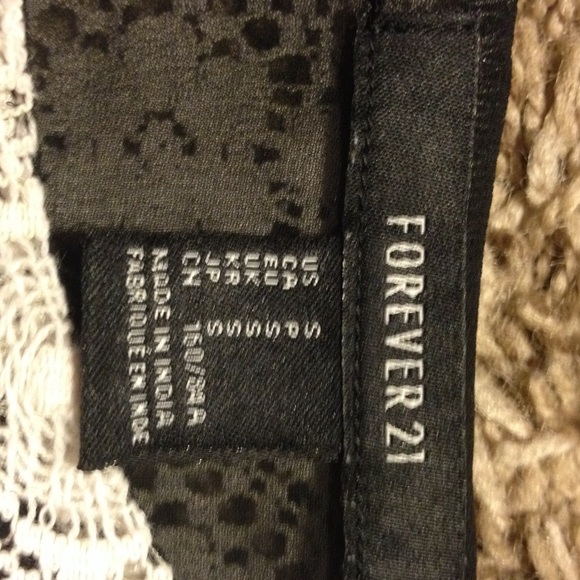 FOREVER 21
US S
CA P
EU S
UK S
KR S
JP S
CN 160/84A
MADE IN INDIA
FABRIQUÉ EN INDE